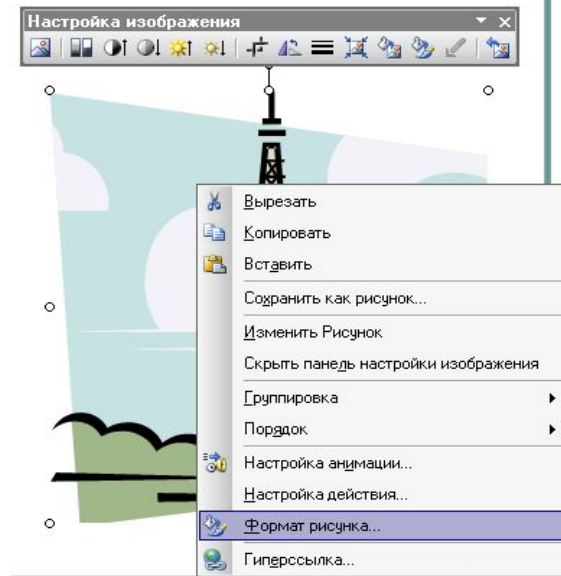 Настройка изображения
Вырезать
Копировать
Вставить
Сохранить как рисунок...
Изменить Рисунок
Скрыть панель настройки изображения
Группировка
Порядок
Настройка анимации...
Настройка действия...
Формат рисунка...
Гиперссылка...